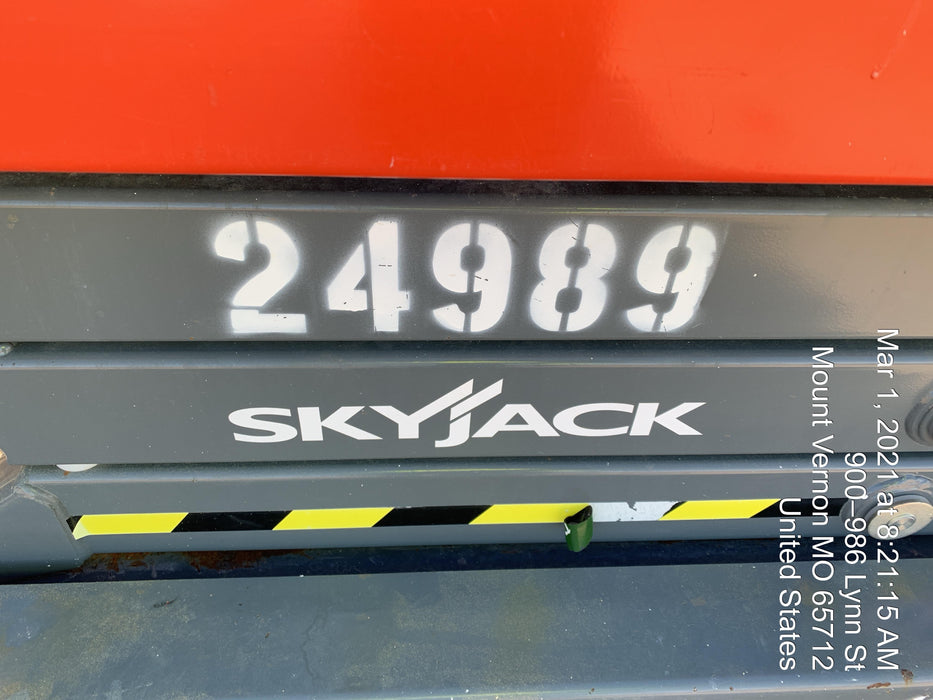 24989
SKYJACK
Mar 1, 2021 at 8:21:15 AM
900–986 Lynn St
Mount Vernon MO 65712
United States